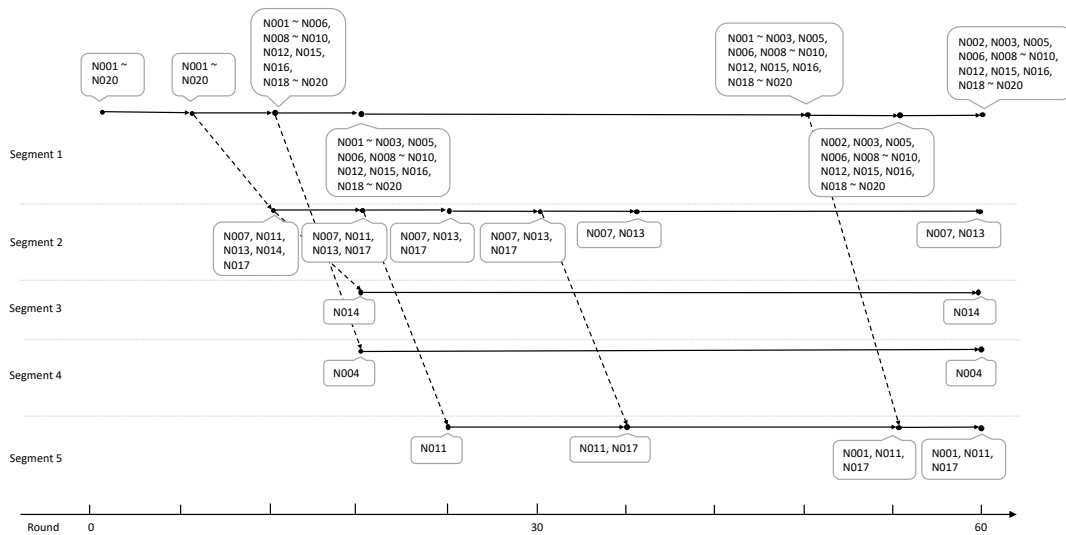 N001 ~ N006,
N008 ~ N010,
N012, N015,
N016,
N018 ~ N020
N001 ~ N003, N005,
N006, N008 ~ N010,
N012, N015, N016,
N018 ~ N020
N002, N003, N005,
N006, N008 ~ N010,
N012, N015, N016,
N018 ~ N020
N001 ~
N020
N001 ~
N020
Segment 1
N001 ~ N003, N005,
N006, N008 ~ N010,
N012, N015, N016,
N018 ~ N020
N002, N003, N005,
N006, N008 ~ N010,
N012, N015, N016,
N018 ~ N020
Segment 2
N007, N011,
N013, N014,
N017
N007, N011,
N013, N017
N007, N013,
N017
N007, N013,
N017
N007, N013
N007, N013
Segment 3
N014
N014
Segment 4
N004
N004
Segment 5
N011
N011, N017
N001, N011,
N017
N001, N011,
N017
Round
0
30
60